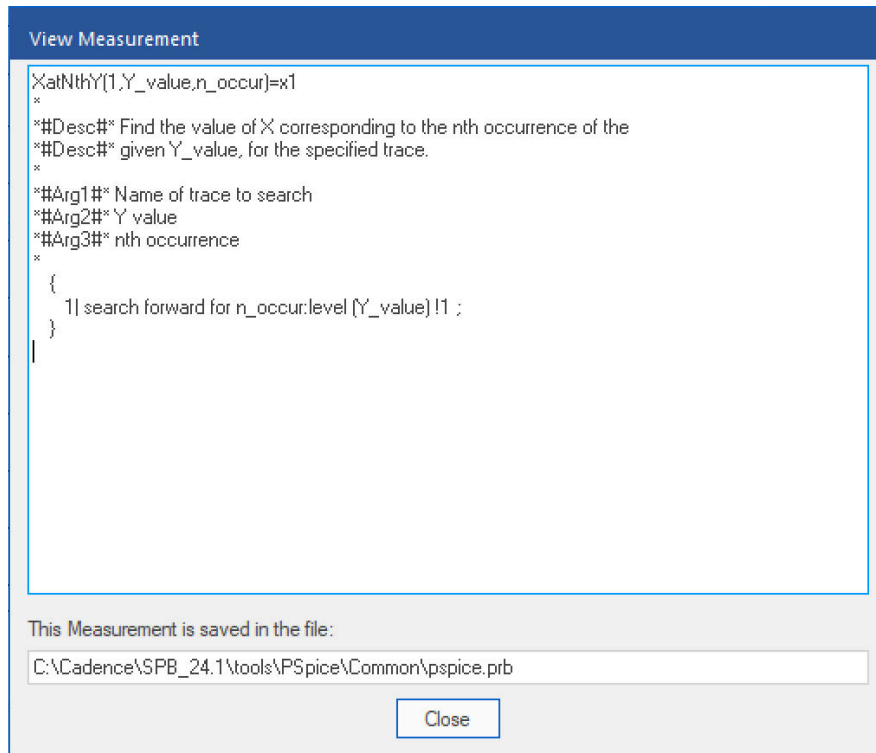 View Measurement
XatNthY(1,Y_value,n_occur)=x1
*
*#Desc#* Find the value of X corresponding to the nth occurrence of the
*#Desc#* given Y_value, for the specified trace.
*
*#Arg1#* Name of trace to search
*#Arg2#* Y value
*#Arg3#* nth occurrence
*
{
1| search forward for n_occur:level (Y_value) !1 ;
}
This Measurement is saved in the file:
C:\Cadence\SPB_24.1\tools\PSpice\Common\pspice.prb
Close